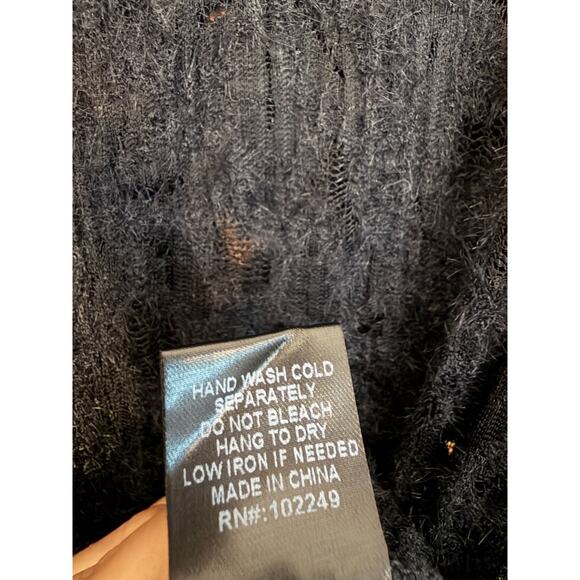 HAND WASH COLD
SEPARATELY
DO NOT BLEACH
HANG TO DRY
LOW IRON IF NEEDED
MADE IN CHINA
RN#:102249